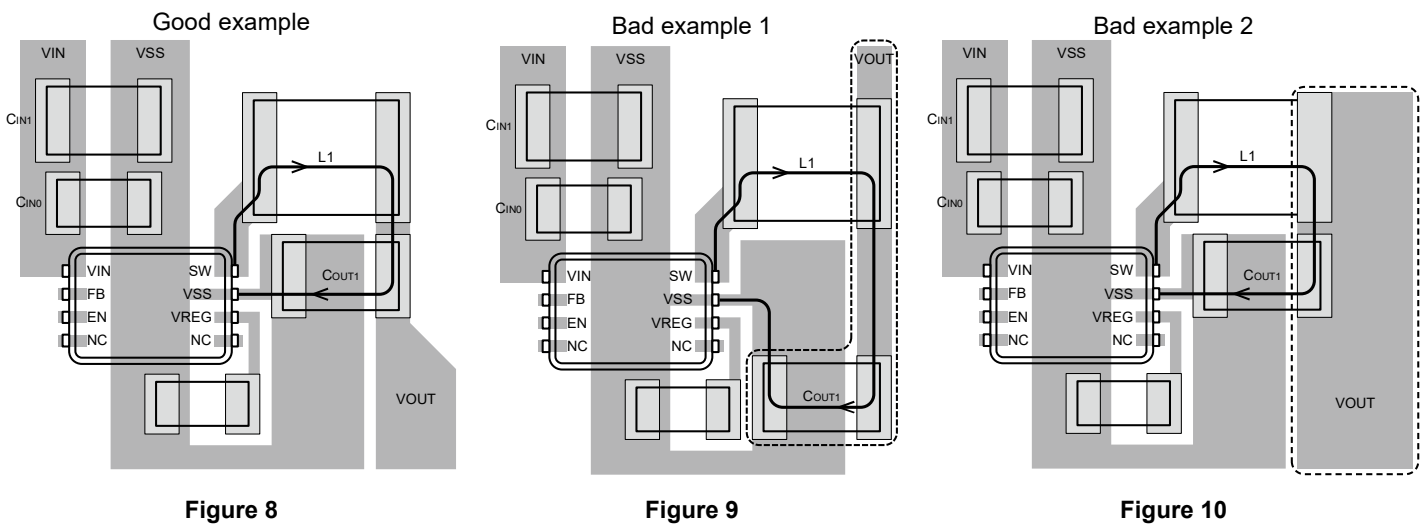 Good example
VIN
VSS
CIN1
L1
CIN0
VIN
SW
COUT1
FB
VSS
EN
VREG
NC
NC
VOUT
Figure 8
Bad example 1
VIN
VSS
VOUT
CIN1
L1
CIN0
VIN
SW
FB
VSS
EN
VREG
NC
NC
COUT1
Figure 9
Bad example 2
VIN
VSS
CIN1
L1
CIN0
VIN
SW
COUT1
FB
VSS
EN
VREG
NC
NC
VOUT
Figure 10